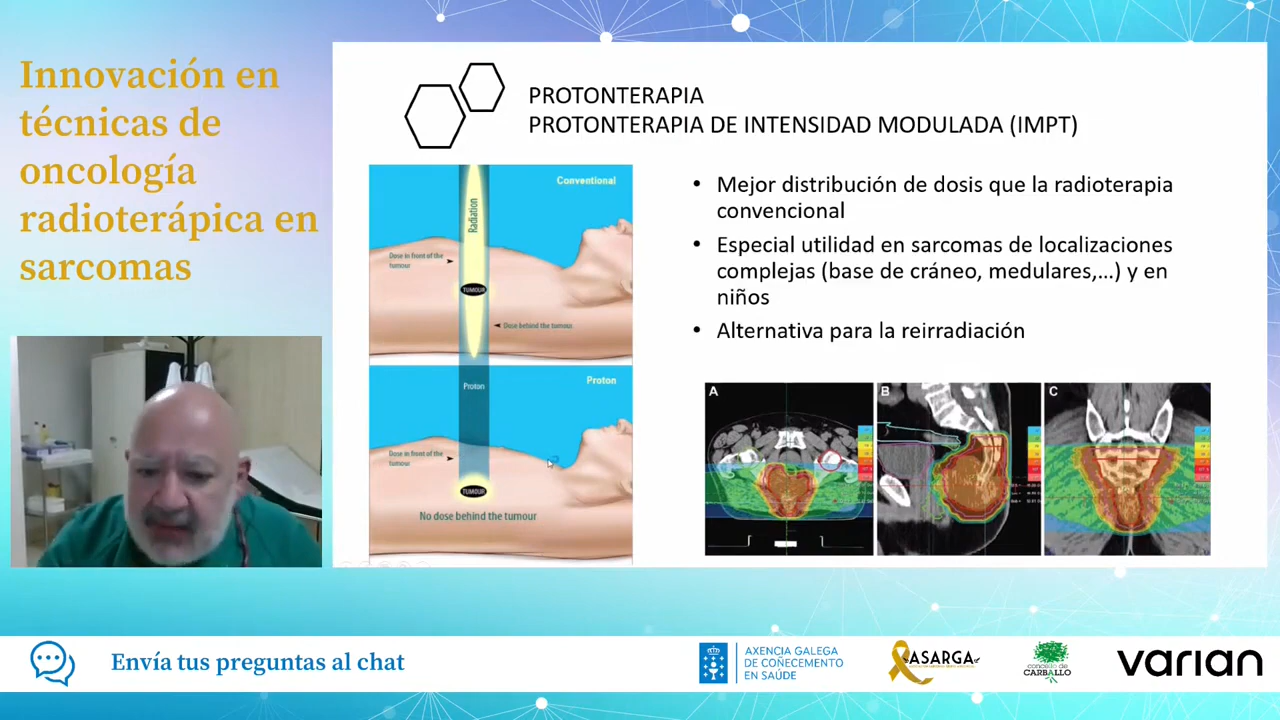 Innovación en
técnicas de
oncología
radioterápica en
sarcomas
PROTONTERAPIA
PROTONTERAPIA DE INTENSIDAD MODULADA (IMPT)
Conventional
Radiation
Dose in front of the
tumour
TUMOUR
Dose behind the tumour
Proton
Proton
Dose in front of the
tumour
TUMOUR
No dose behind the tumour
• Mejor distribución de dosis que la radioterapia
convencional
• Especial utilidad en sarcomas de localizaciones
complejas (base de cráneo, medulares,...) y en
niños
• Alternativa para la reirradiación
A
B
C
Envía tus preguntas al chat
AXENCIA GALEGA
DE COÑECEMENTO
EN SAÚDE
ASARGA
concello de
CARBALLO
varian